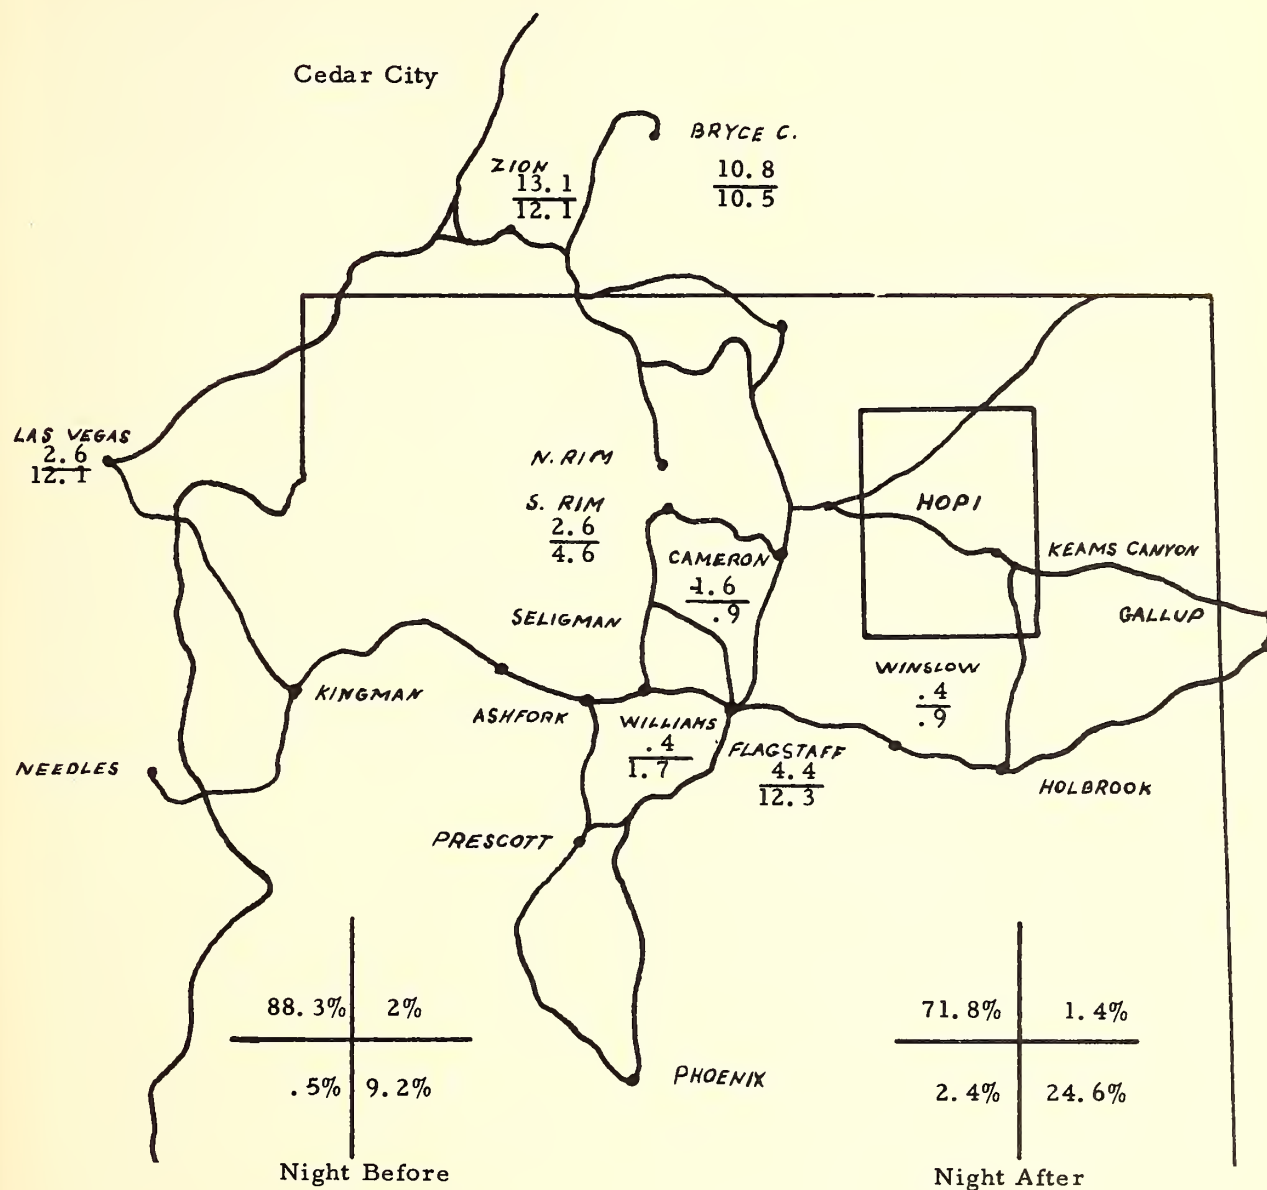 Cedar City
BRYCE C.
10.8
10.5
ZION
13.1
12.1
LAS VEGAS
2.6
12.1
N. RIM
S. RIM
2.6
4.6
HOPI
CAMERON
1.6
.9
KEAMS CANYON
SELIGMAN
GALLUP
WINSLOW
.4
.9
KINGMAN
ASHFORK
WILLIAMS
.4
1.7
FLAGSTAFF
4.4
12.3
NEEDLES
HOLBROOK
PRESCOTT
PHOENIX
88.3% 2%
.5% 9.2%
Night Before
71.8% 1.4%
2.4% 24.6%
Night After